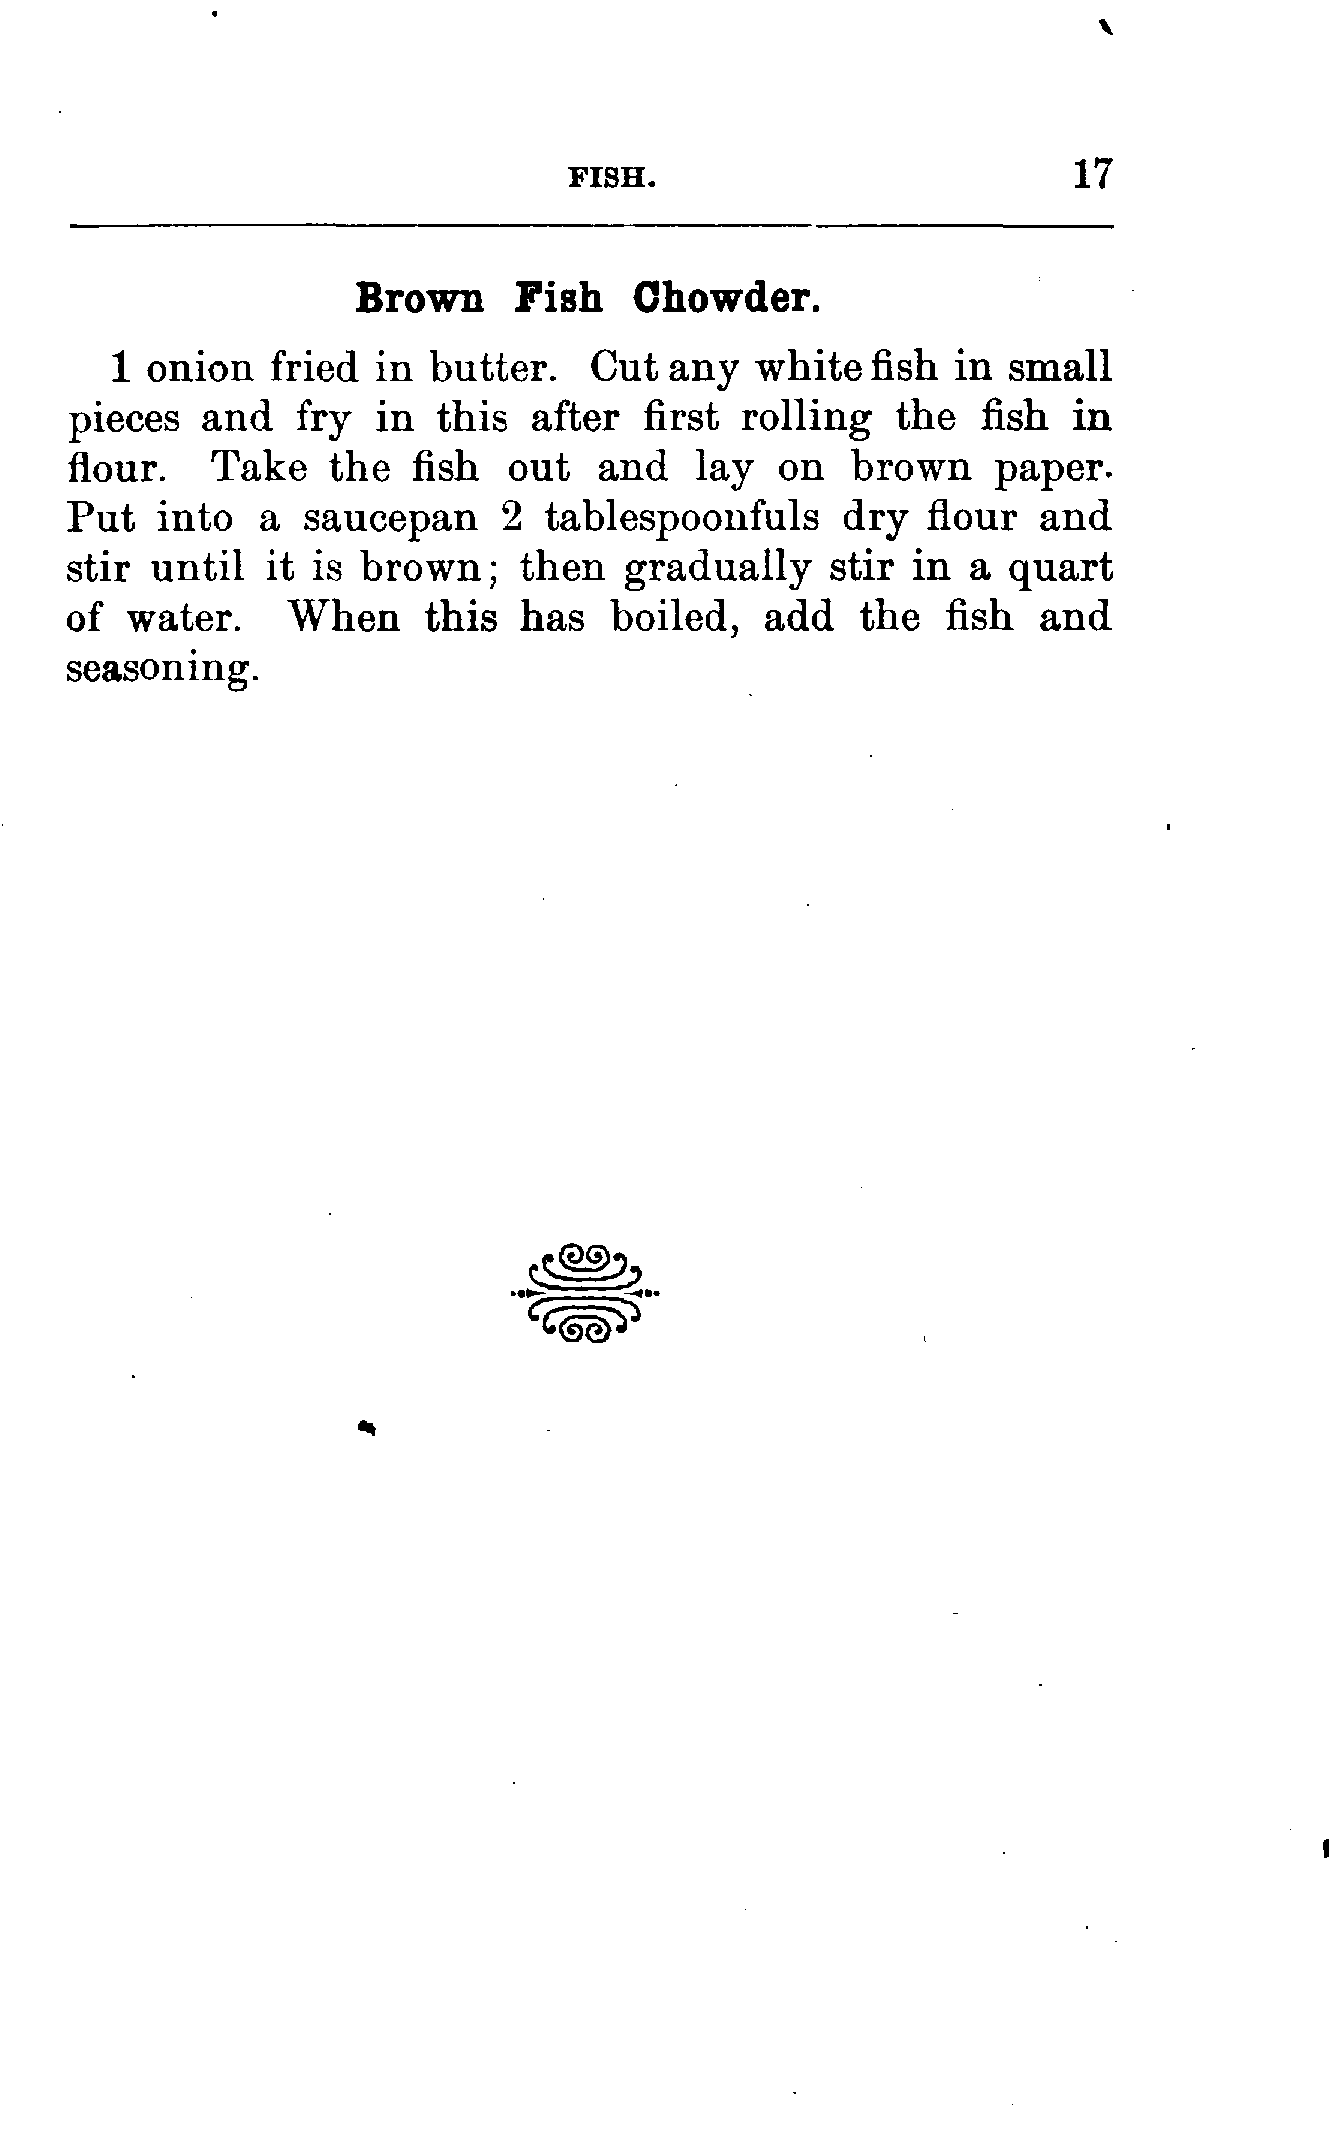 FISH. 17
Brown Fish Chowder.
1 onion fried in butter. Cut any white fish in small
pieces and fry in this after first rolling the fish in
flour. Take the fish out and lay on brown paper.
Put into a saucepan 2 tablespoonfuls dry flour and
stir until it is brown; then gradually stir in a quart
of water. When this has boiled, add the fish and
seasoning.